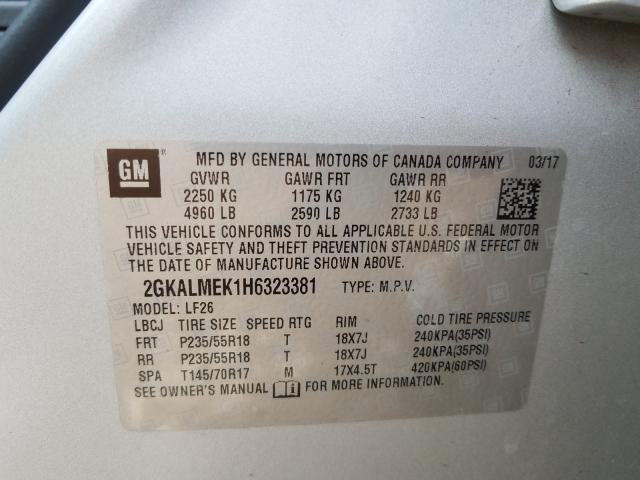 GM
MFD BY GENERAL MOTORS OF CANADA COMPANY 03/17
GVWR GAWR FRT GAWR RR
2250 KG 1175 KG 1240 KG
4960 LB 2590 LB 2733 LB
THIS VEHICLE CONFORMS TO ALL APPLICABLE U.S. FEDERAL MOTOR
VEHICLE SAFETY AND THEFT PREVENTION STANDARDS IN EFFECT ON
THE DATE OF MANUFACTURE SHOWN ABOVE.
2GKALMEK1H6323381 TYPE: M.P.V.
MODEL: LF26
LBCJ TIRE SIZE SPEED RTG RIM COLD TIRE PRESSURE
FRT P235/55R18 T 18X7J 240KPA(35PSI)
RR P235/55R18 T 18X7J 240KPA(35PSI)
SPA T145/70R17 M 17X4.5T 420KPA(60PSI)
SEE OWNER'S MANUAL FOR MORE INFORMATION.